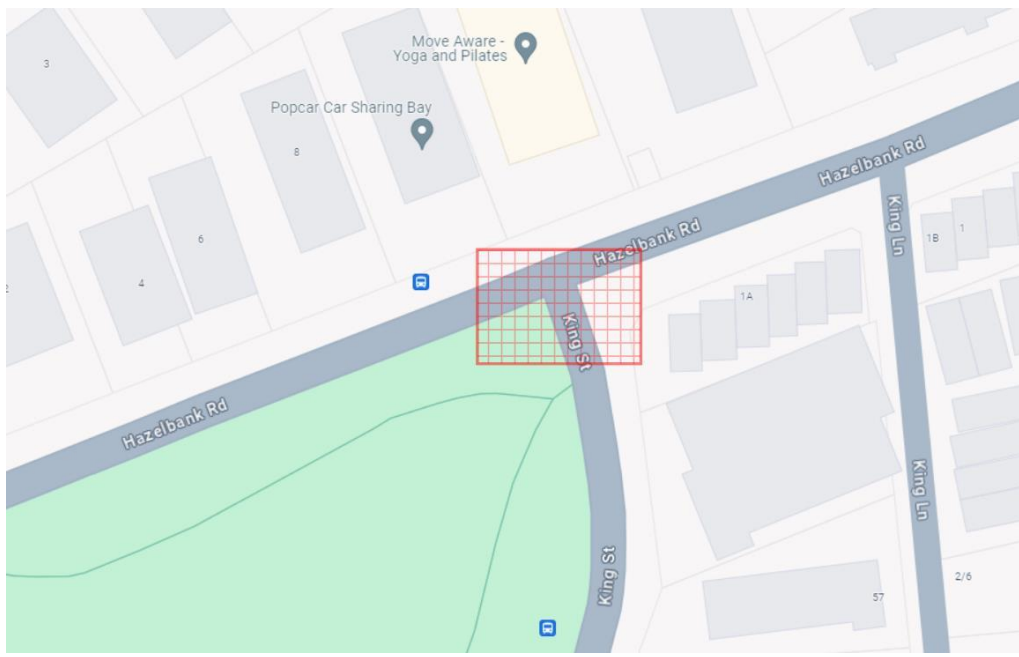 Move Aware -
Yoga and Pilates
3
Popcar Car Sharing Bay
8
Hazelbank Rd
6
King Ln
1B
1
Hazelbank Rd
4
1A
King St
Hazelbank Rd
King Ln
King St
2/6
57